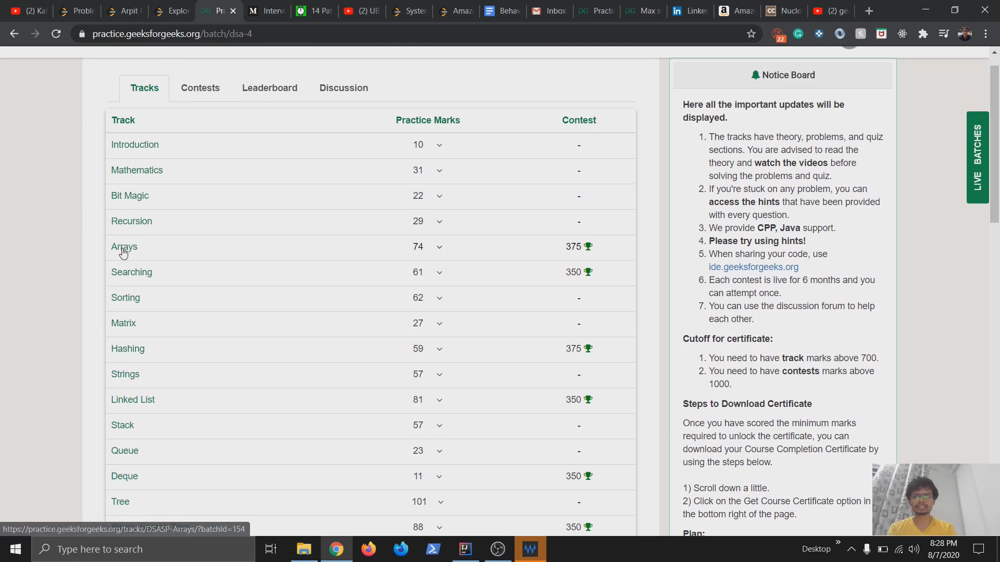 (2) Kat
Proble
Arpit
Explor
Pra
Intervi
14 Pat
(2) UB
System
Amazo
Behav
Inbox
Practi
Max s
Linked
Amaz
Nucle
(2) ge
practice.geeksforgeeks.org/batch/dsa-4
22
Tracks
Contests
Leaderboard
Discussion
Track Practice Marks Contest
Introduction 10 -
Mathematics 31 -
Bit Magic 22 -
Recursion 29 -
Arrays 74 375
Searching 61 350
Sorting 62 -
Matrix 27 -
Hashing 59 375
Strings 57 -
Linked List 81 350
Stack 57 -
Queue 23 -
Deque 11 350
Tree 101 -
88 350
Notice Board
Here all the important updates will be
displayed.
1. The tracks have theory, problems, and quiz
sections. You are advised to read the
theory and watch the videos before
solving the problems and quiz.
2. If you're stuck on any problem, you can
access the hints that have been provided
with every question.
3. We provide CPP, Java support.
4. Please try using hints!
5. When sharing your code, use
ide.geeksforgeeks.org
6. Each contest is live for 6 months and you
can attempt once.
7. You can use the discussion forum to help
each other.
Cutoff for certificate:
1. You need to have track marks above 700.
2. You need to have contests marks above
1000.
Steps to Download Certificate
Once you have scored the minimum marks
required to unlock the certificate, you can
download your Course Completion Certificate by
using the steps below.
1) Scroll down a little.
2) Click on the Get Course Certificate option in
the bottom right of the page.
Plan:
LIVE BATCHES
https://practice.geeksforgeeks.org/tracks/DSASP-Arrays/?batchId=154
Type here to search
Desktop
8:28 PM
8/7/2020